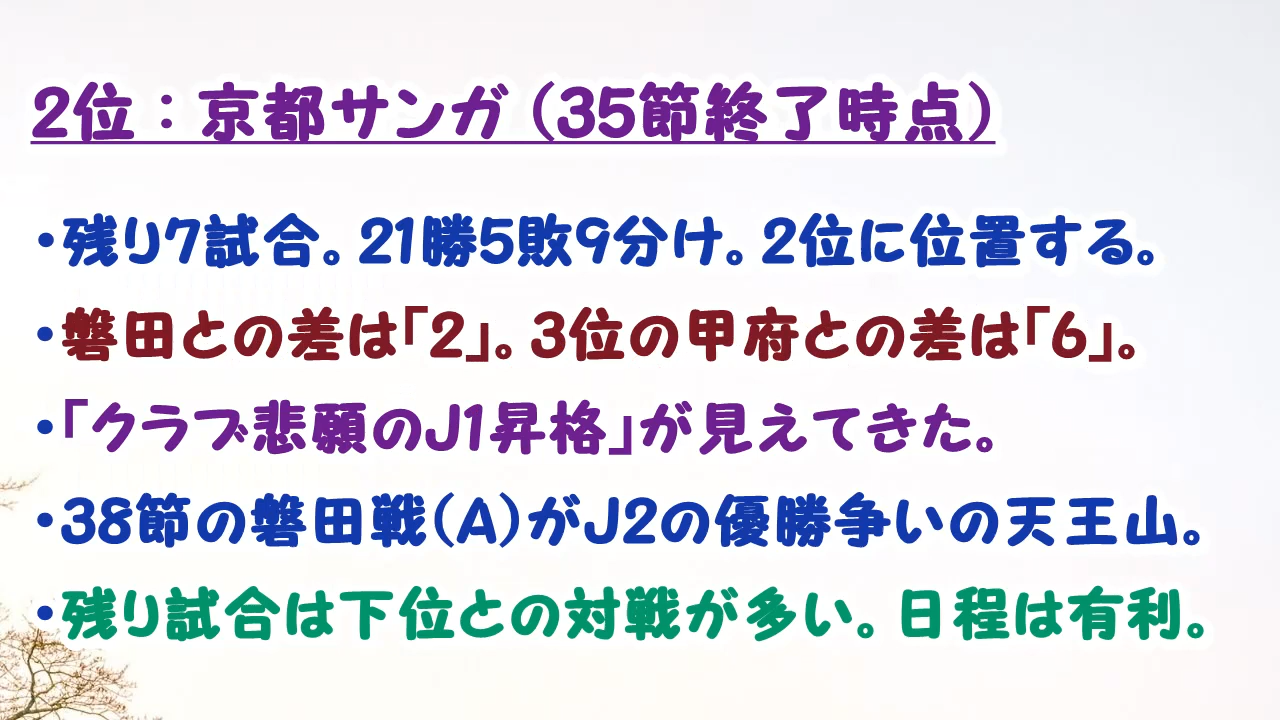 2位：京都サンガ(35節終了時点)
・残り7試合。21勝5敗9分け。2位に位置する。
・磐田との差は「2」。3位の甲府との差は「6」。
・「クラブ悲願のJ1昇格」が見えてきた。
・38節の磐田戦(A)がJ2の優勝争いの天王山。
・残り試合は下位との対戦が多い。日程は有利。